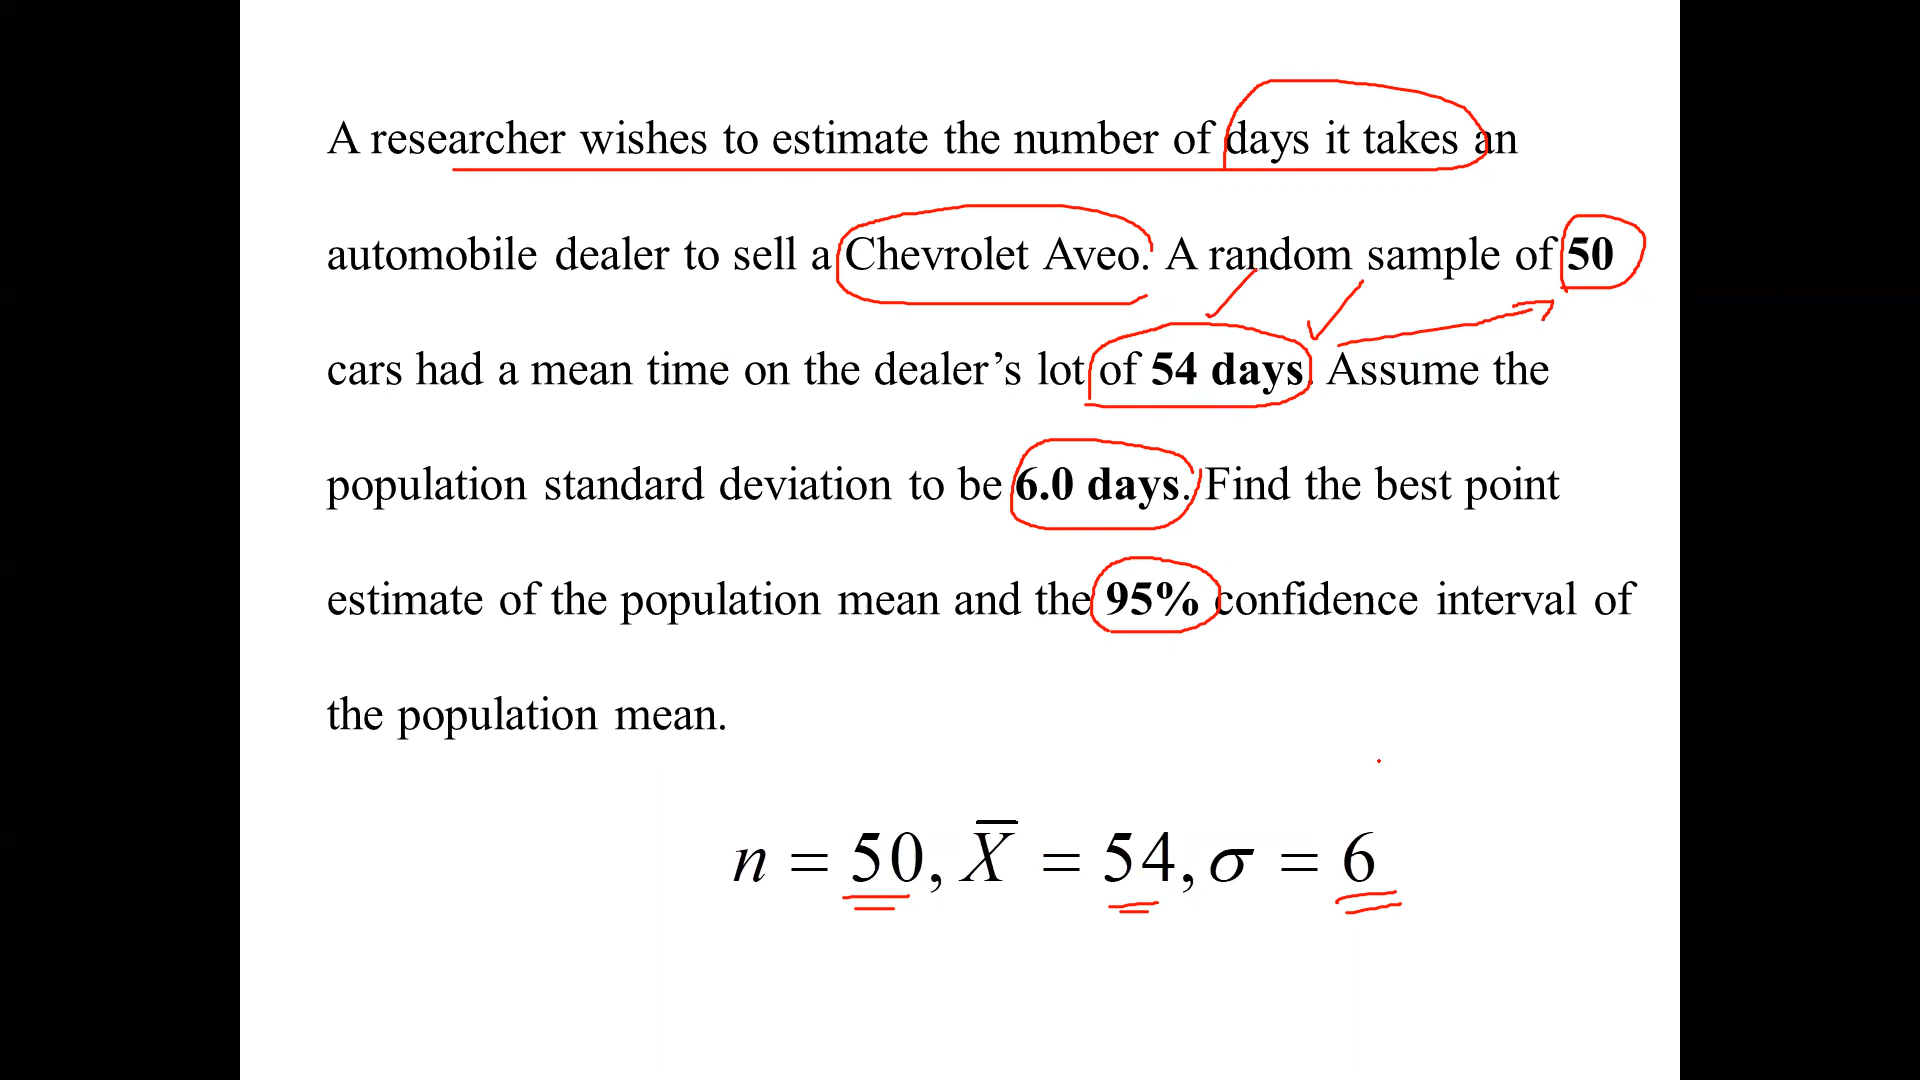 A researcher wishes to estimate the number of days it takes an
automobile dealer to sell a Chevrolet Aveo. A random sample of 50
cars had a mean time on the dealer’s lot of 54 days. Assume the
population standard deviation to be 6.0 days. Find the best point
estimate of the population mean and the 95% confidence interval of
the population mean.
n = 50, X̅ = 54, σ = 6